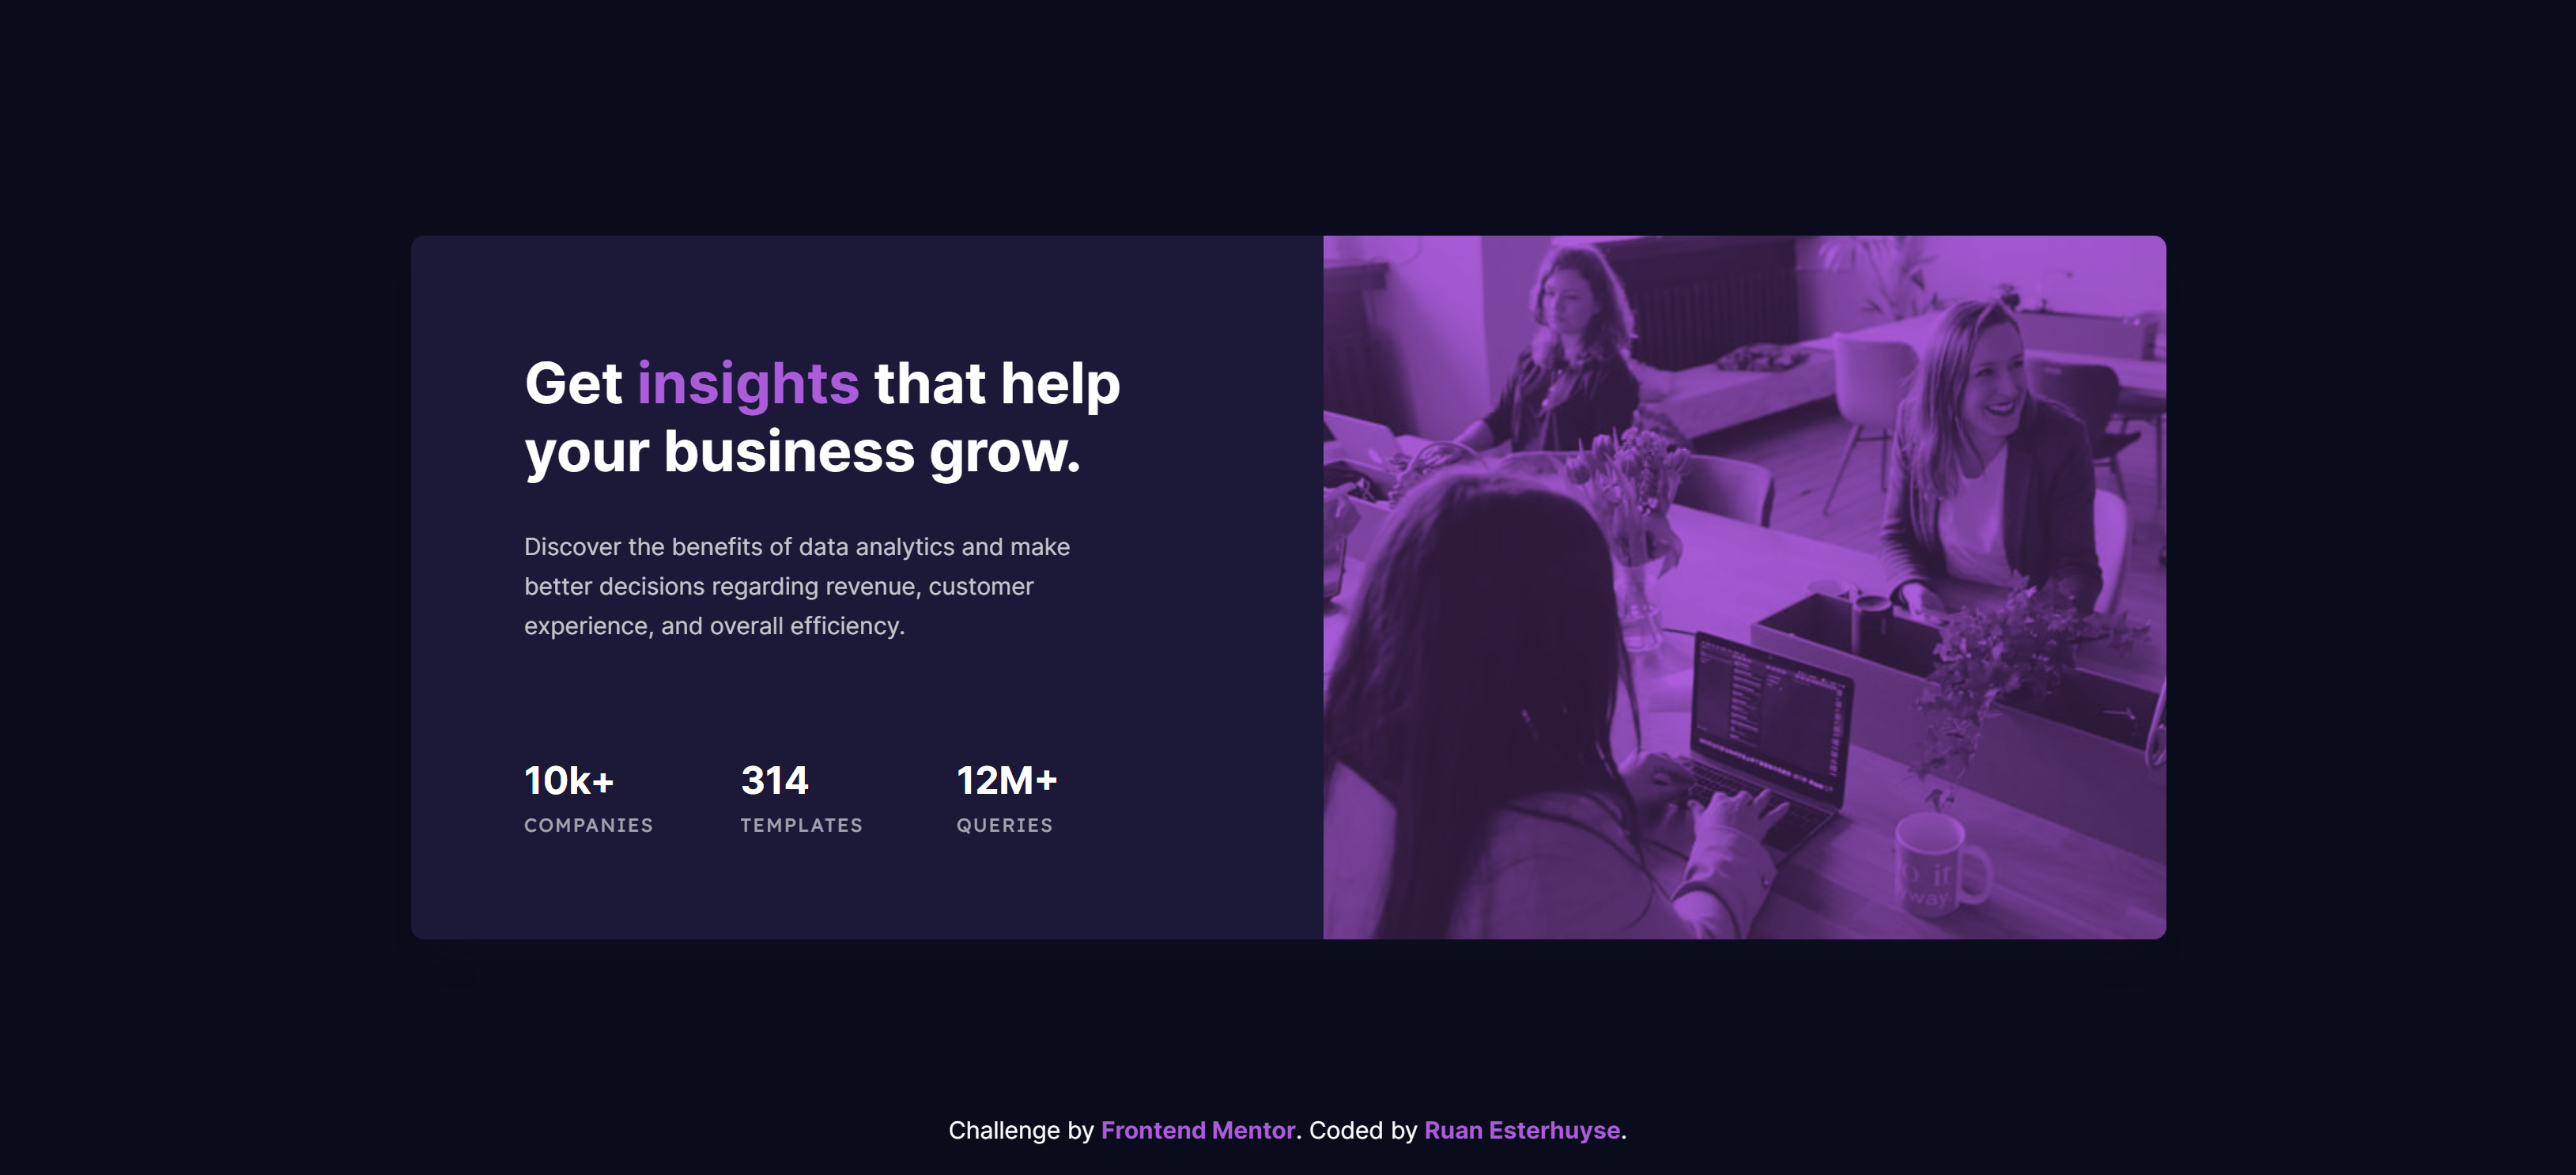 Get insights that help
your business grow.
Discover the benefits of data analytics and make
better decisions regarding revenue, customer
experience, and overall efficiency.
10k+
COMPANIES
314
TEMPLATES
12M+
QUERIES
Challenge by Frontend Mentor. Coded by Ruan Esterhuyse.